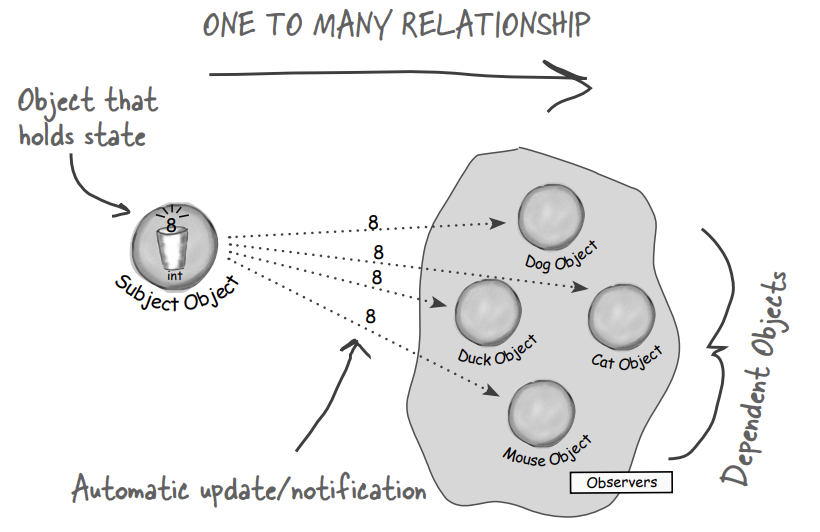 ONE TO MANY RELATIONSHIP
Object that
holds state
8
int
Subject Object
8
8
8
8
Dog Object
Duck Object
Cat Object
Mouse Object
Observers
Dependent Objects
Automatic update/notification